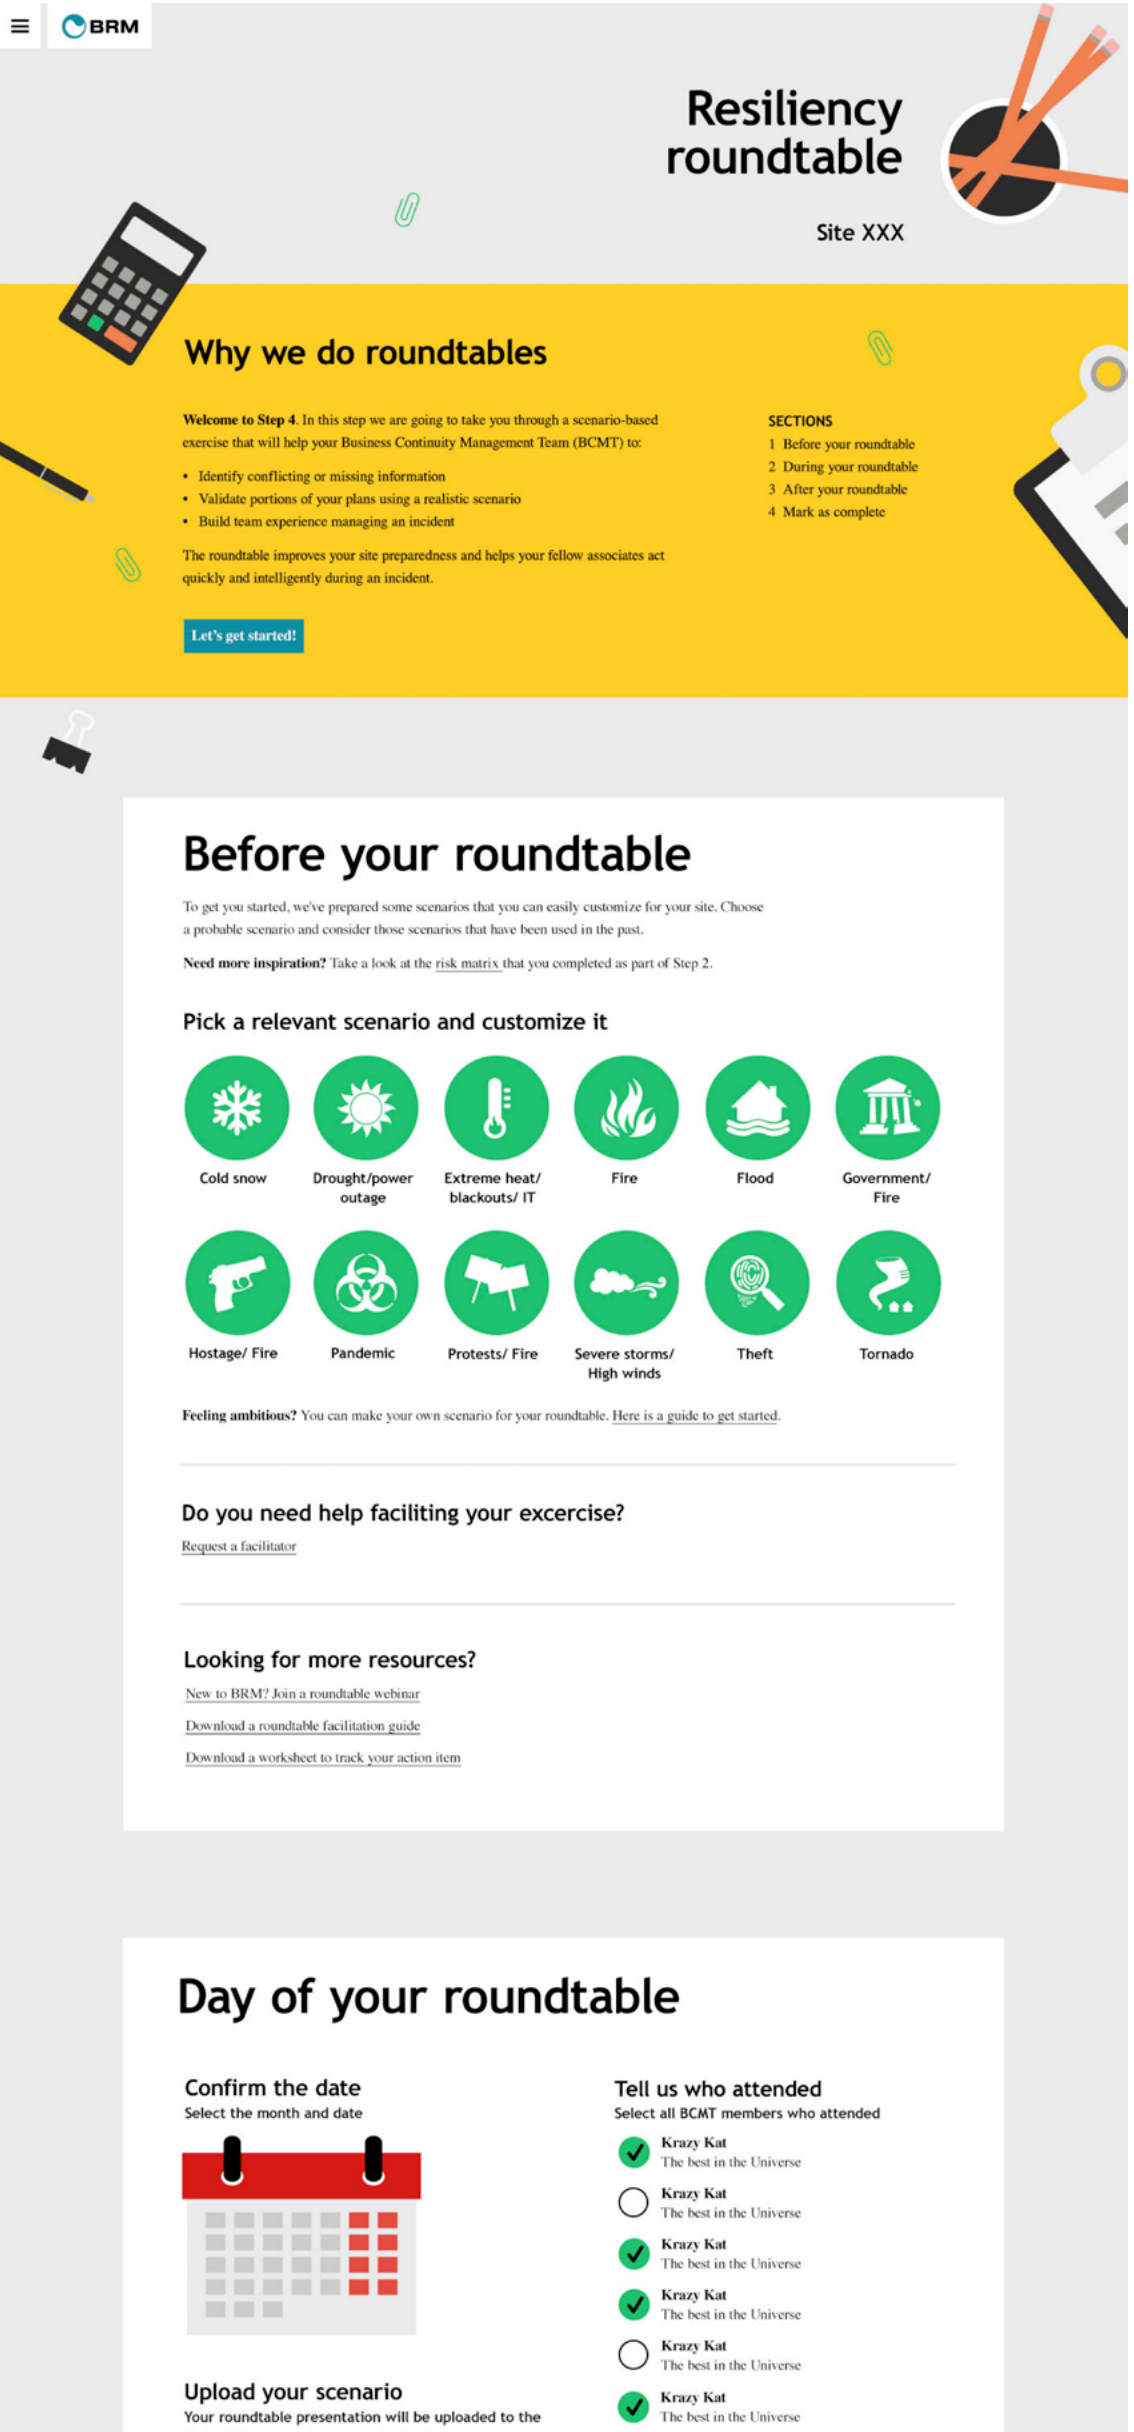 BRM
Resiliency
roundtable
Site XXX
Why we do roundtables
Welcome to Step 4. In this step we are going to take you through a scenario-based
exercise that will help your Business Continuity Management Team (BCMT) to:
• Identify conflicting or missing information
• Validate portions of your plans using a realistic scenario
• Build team experience managing an incident
The roundtable improves your site preparedness and helps your fellow associates act
quickly and intelligently during an incident.
Let's get started!
SECTIONS
1 Before your roundtable
2 During your roundtable
3 After your roundtable
4 Mark as complete
Before your roundtable
To get you started, we've prepared some scenarios that you can easily customize for your site. Choose
a probable scenario and consider those scenarios that have been used in the past.
Need more inspiration? Take a look at the risk matrix that you completed as part of Step 2.
Pick a relevant scenario and customize it
Cold snow
Drought/power
outage
Extreme heat/
blackouts/ IT
Fire
Flood
Government/
Fire
Hostage/ Fire
Pandemic
Protests/ Fire
Severe storms/
High winds
Theft
Tornado
Feeling ambitious? You can make your own scenario for your roundtable. Here is a guide to get started.
Do you need help faciliting your excercise?
Request a facilitator
Looking for more resources?
New to BRM? Join a roundtable webinar
Download a roundtable facilitation guide
Download a worksheet to track your action item
Day of your roundtable
Confirm the date
Select the month and date
Upload your scenario
Your roundtable presentation will be uploaded to the
Tell us who attended
Select all BCMT members who attended
Krazy Kat
The best in the Universe
Krazy Kat
The best in the Universe
Krazy Kat
The best in the Universe
Krazy Kat
The best in the Universe
Krazy Kat
The best in the Universe
Krazy Kat
The best in the Universe